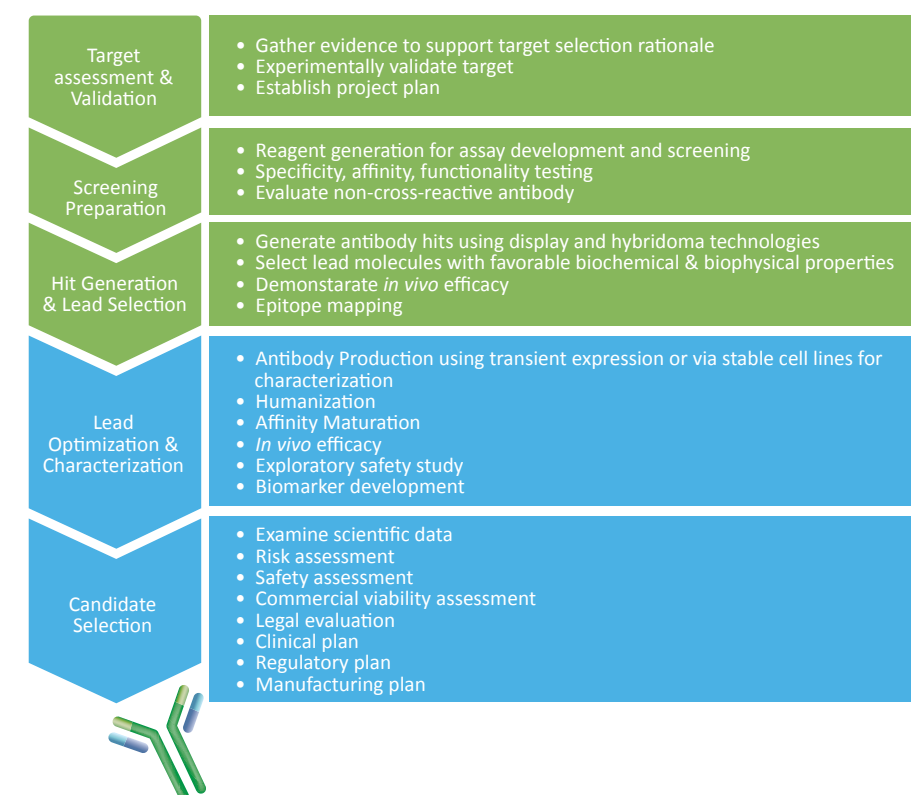 Target
assessment &
Validation
• Gather evidence to support target selection rationale
• Experimentally validate target
• Establish project plan
Screening
Preparation
• Reagent generation for assay development and screening
• Specificity, affinity, functionality testing
• Evaluate non-cross-reactive antibody
Hit Generation
& Lead Selection
• Generate antibody hits using display and hybridoma technologies
• Select lead molecules with favorable biochemical & biophysical properties
• Demonstarate in vivo efficacy
• Epitope mapping
Lead
Optimization &
Characterization
• Antibody Production using transient expression or via stable cell lines for
characterization
• Humanization
• Affinity Maturation
• In vivo efficacy
• Exploratory safety study
• Biomarker development
Candidate
Selection
• Examine scientific data
• Risk assessment
• Safety assessment
• Commercial viability assessment
• Legal evaluation
• Clinical plan
• Regulatory plan
• Manufacturing plan